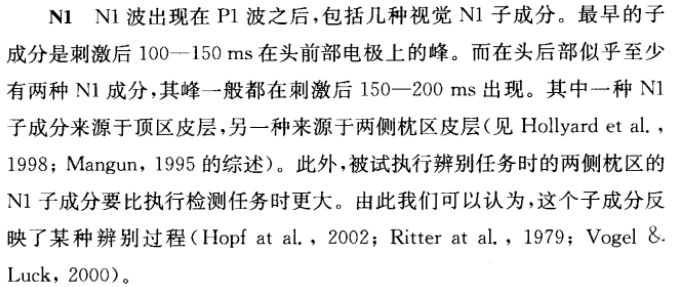 N1 N1 波出现在 P1 波之后,包括几种视觉 N1 子成分。最早的子
成分是刺激后 100—150 ms 在头前部电极上的峰。而在头后部似乎至少
有两种 N1 成分,其峰一般都在刺激后 150—200 ms 出现。其中一种 N1
子成分来源于顶区皮层,另一种来源于两侧枕区皮层(见 Hollyard et al.,
1998; Mangun, 1995 的综述)。此外,被试执行辨别任务时的两侧枕区的
N1 子成分要比执行检测任务时更大。由此我们可以认为,这个子成分反
映了某种辨别过程(Hopf at al., 2002; Ritter at al., 1979; Vogel &
Luck, 2000)。